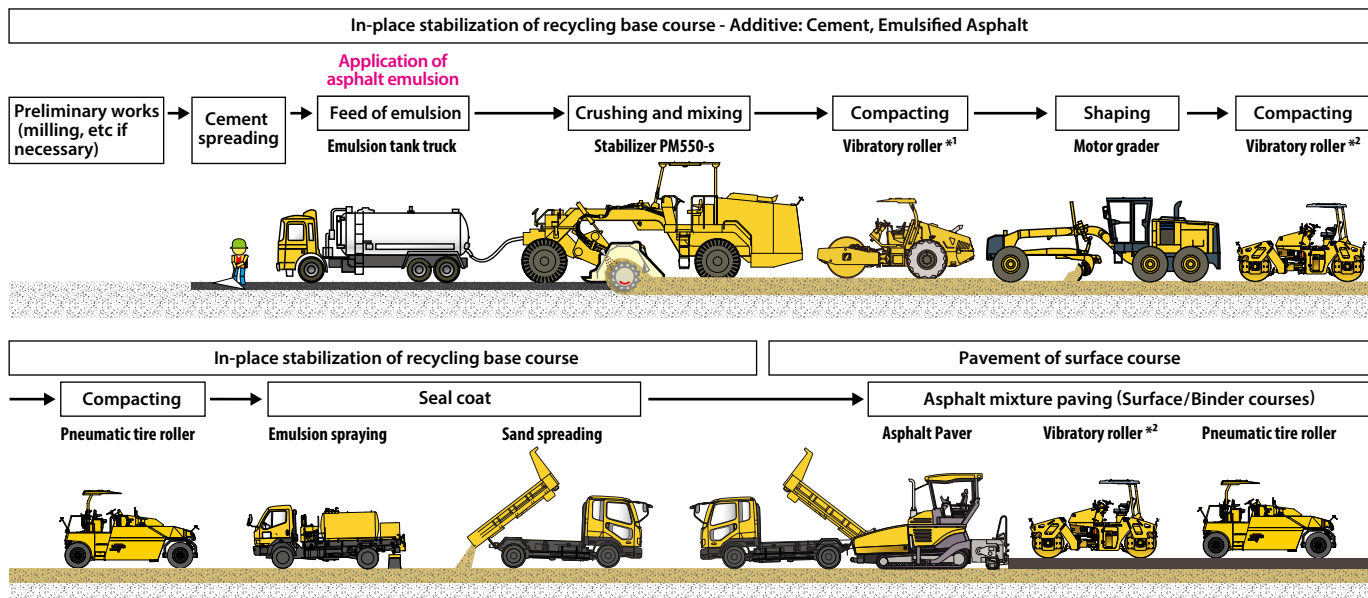 In-place stabilization of recycling base course - Additive: Cement, Emulsified Asphalt
Application of
asphalt emulsion
Preliminary works
(milling, etc if
necessary)
Cement
spreading
Feed of emulsion
Crushing and mixing
Compacting
Shaping
Compacting
Emulsion tank truck
Stabilizer PM550-s
Vibratory roller *1
Motor grader
Vibratory roller *2
In-place stabilization of recycling base course
Pavement of surface course
Compacting
Seal coat
Asphalt mixture paving (Surface/Binder courses)
Pneumatic tire roller
Emulsion spraying
Sand spreading
Asphalt Paver
Vibratory roller *2
Pneumatic tire roller